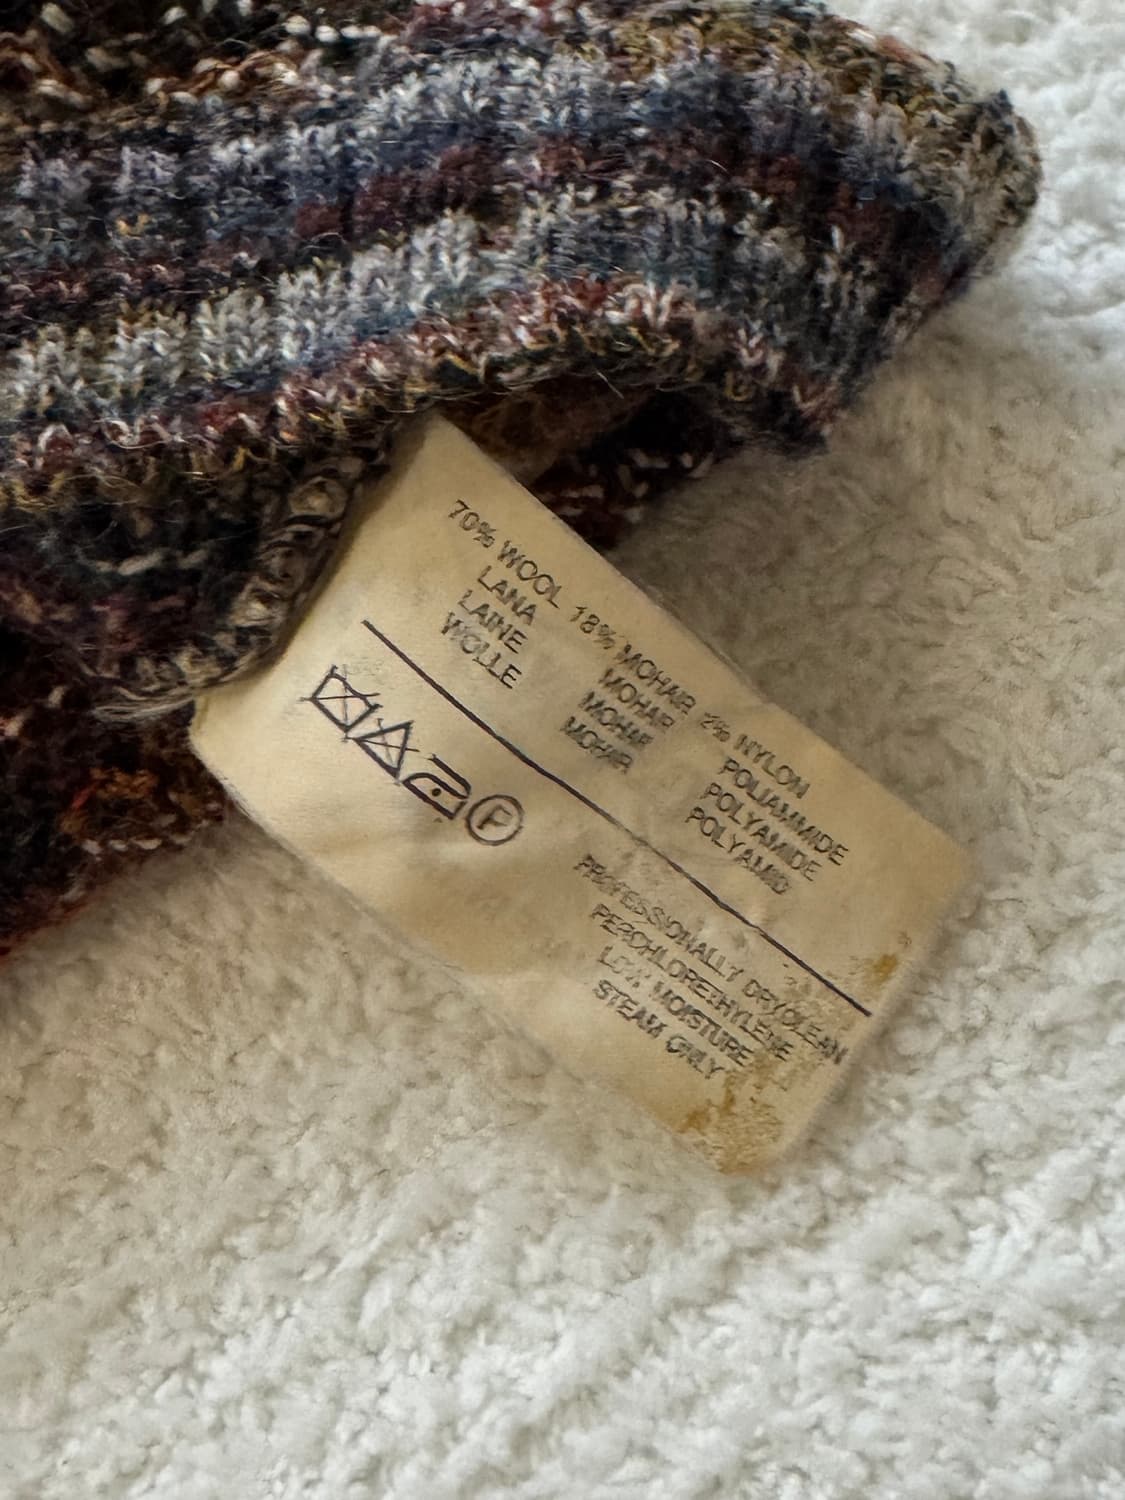 70% WOOL 18% MOHAIR 2% NYLON
LANA MOHAIR POLIAMMIDE
LAINE MOHAIR POLYAMIDE
WOLLE MOHAIR POLYAMID
P
PROFESSIONALLY DRYCLEAN
PERCHLORETHYLENE
LOW MOISTURE
STEAM ONLY